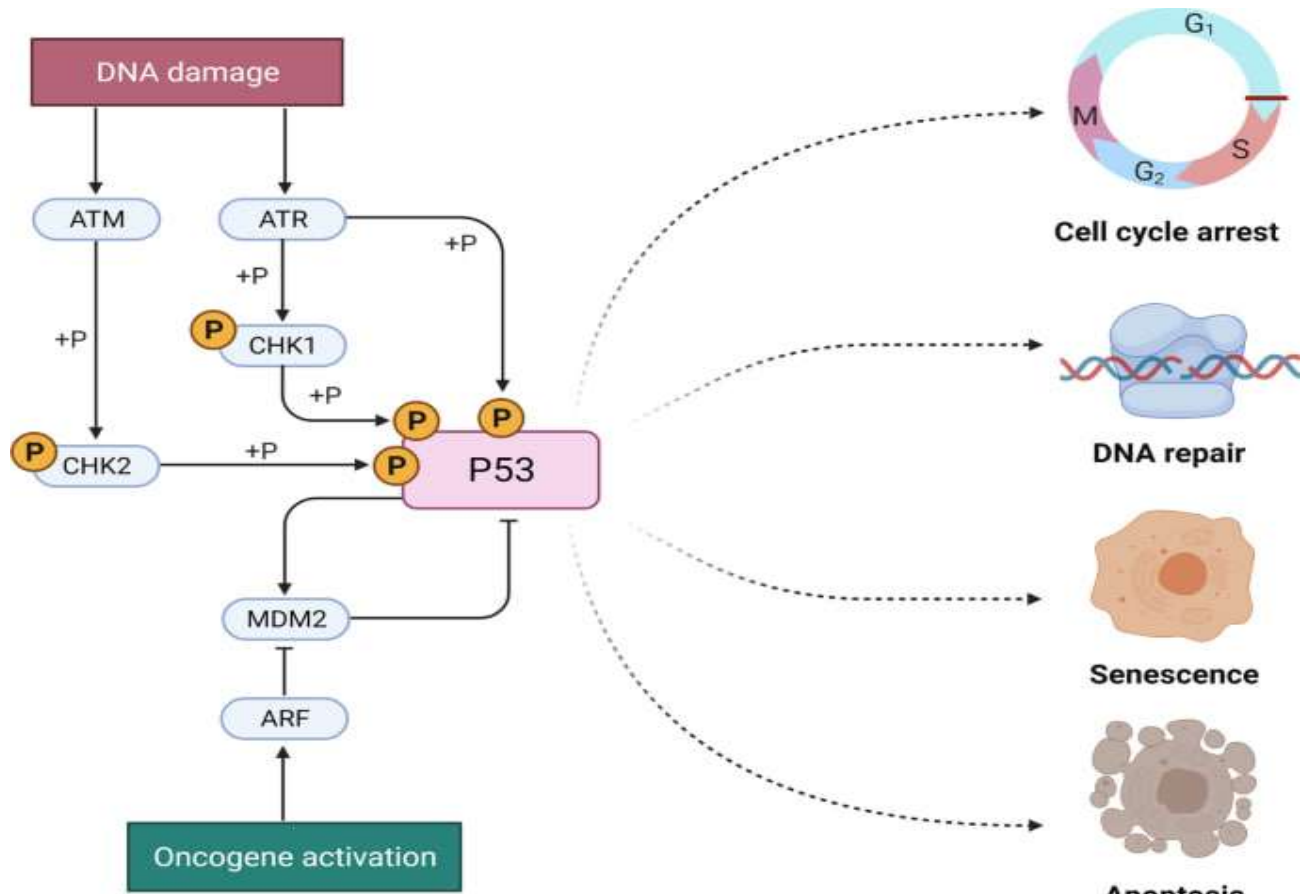 DNA damage
G₁
M
S
G₂
Cell cycle arrest
ATM
ATR
+P
+P
+P
P
CHK1
+P
P
P
P
CHK2
+P
P
P53
DNA repair
MDM2
Senescence
ARF
Oncogene activation
Apoptosis